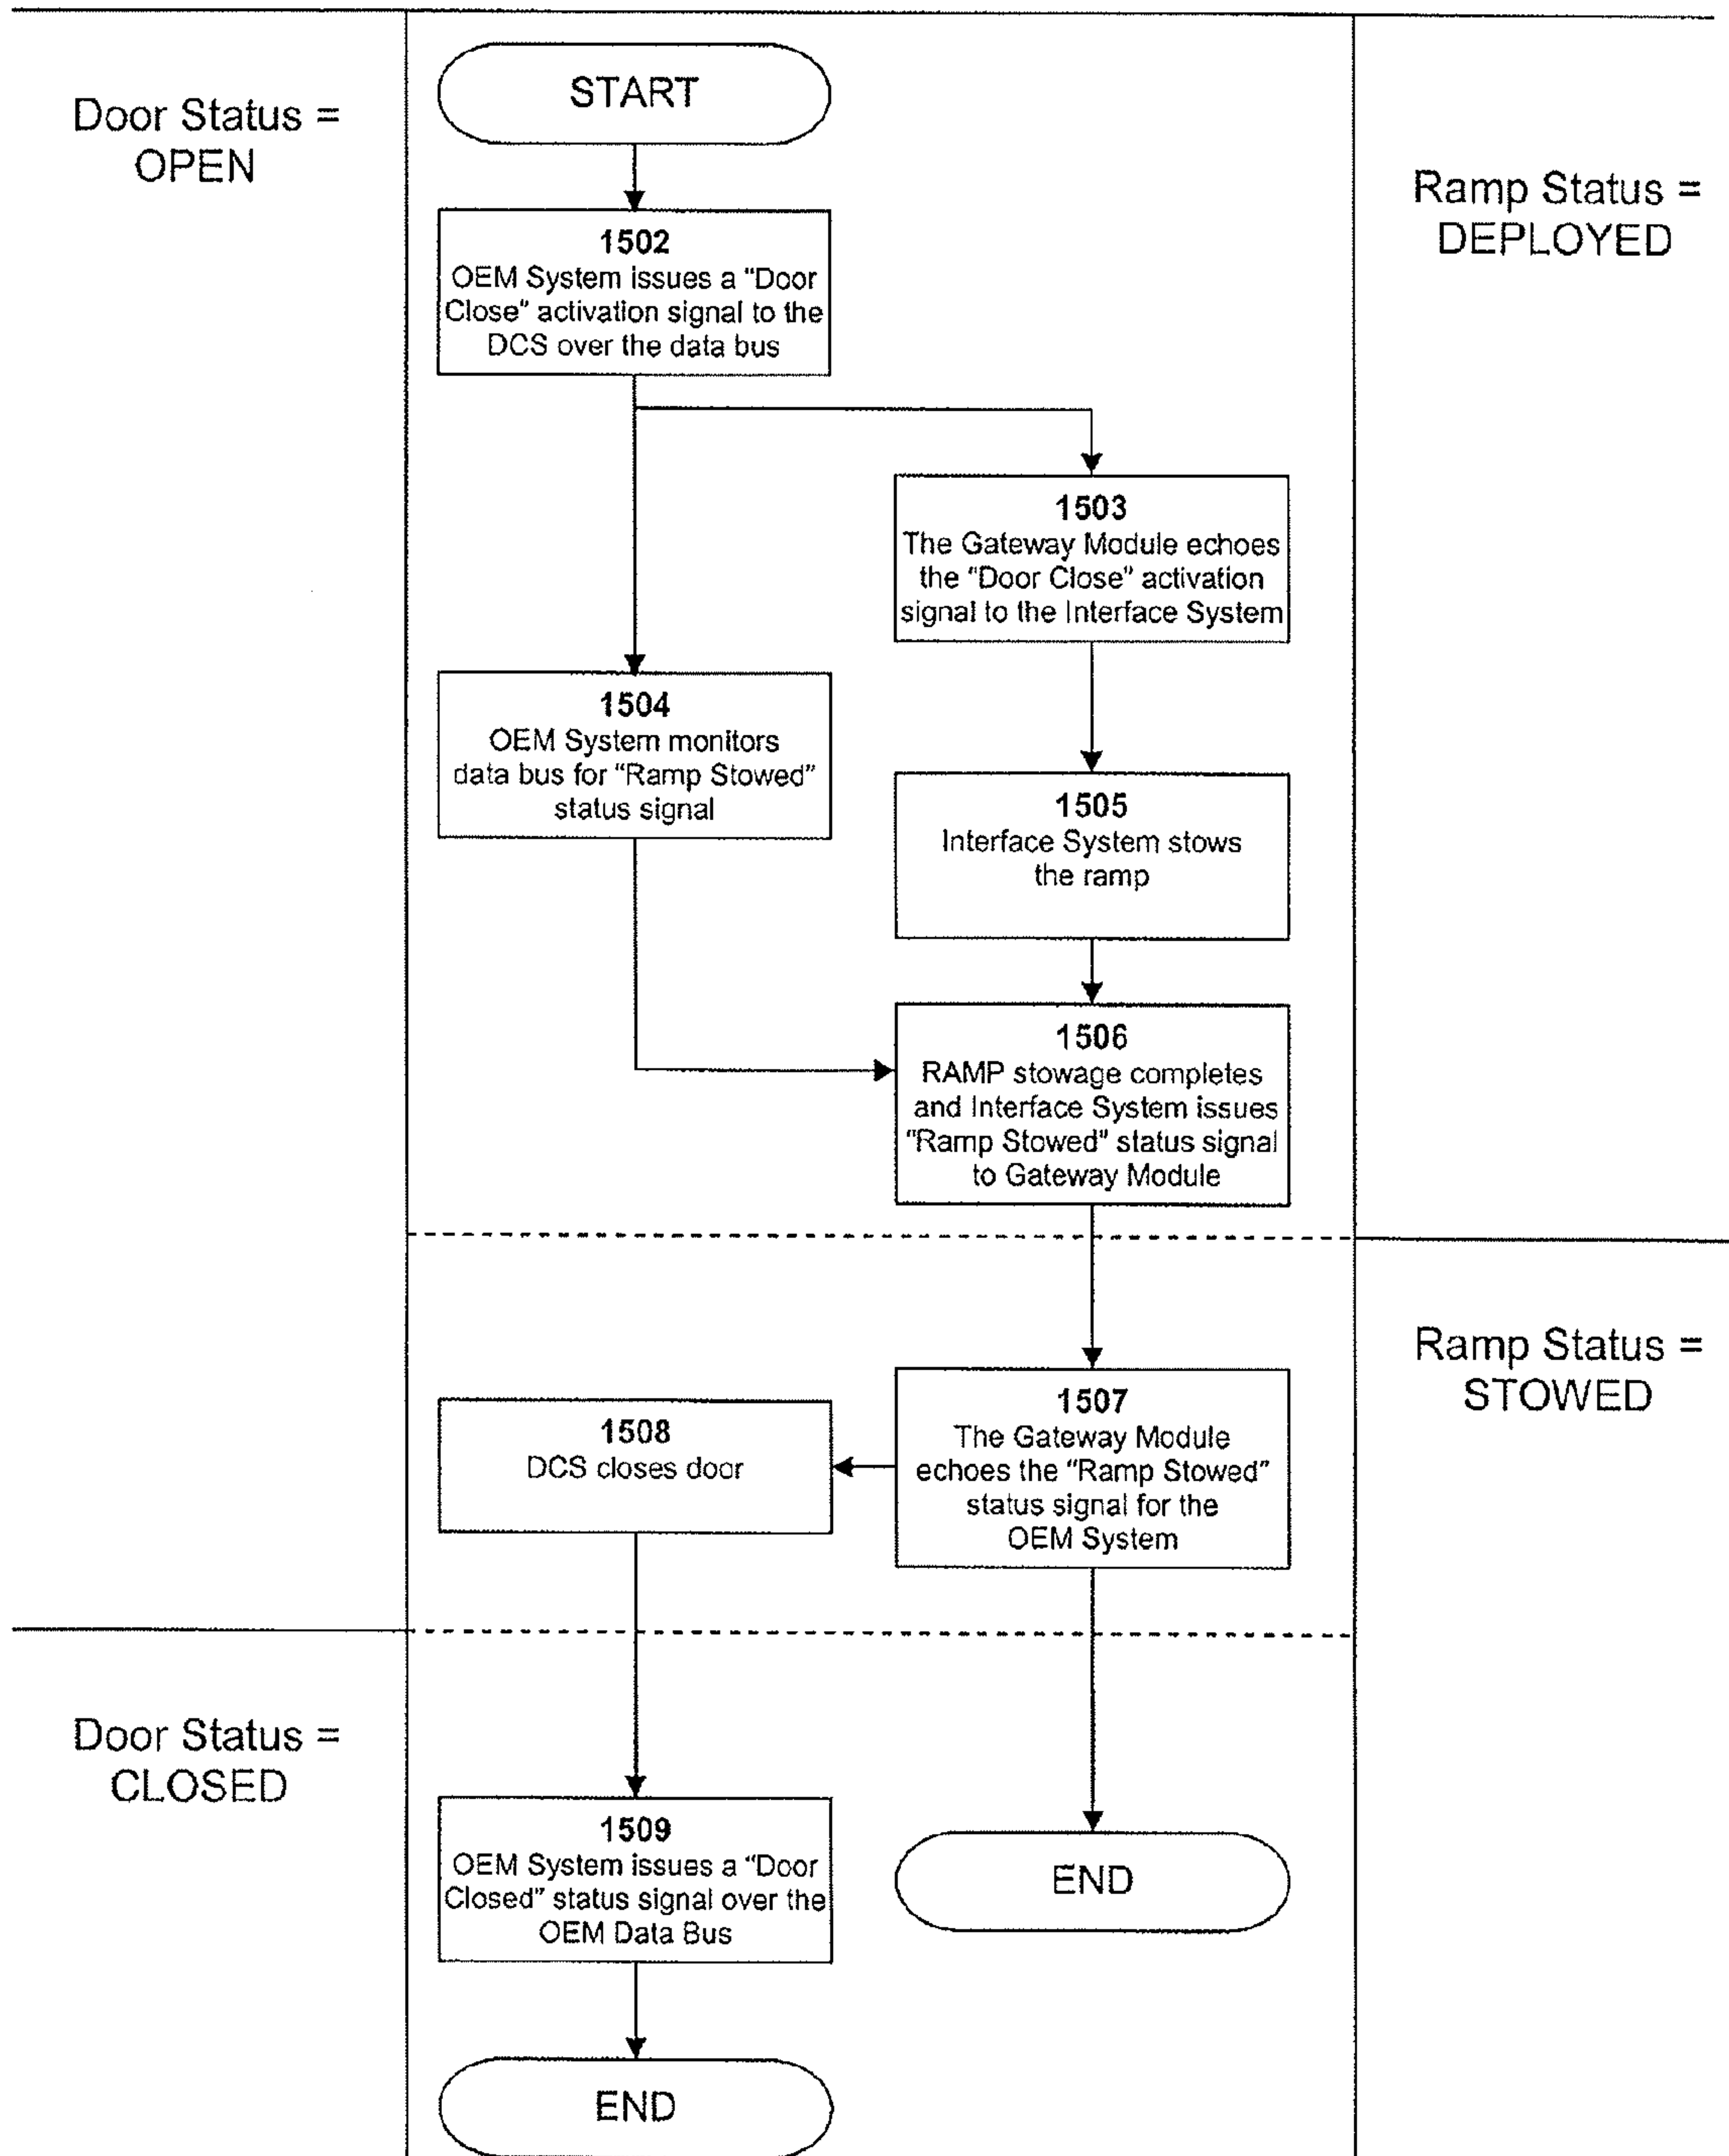 Door Status =
OPEN
START
Ramp Status =
DEPLOYED
1502
OEM System issues a “Door
Close” activation signal to the
DCS over the data bus
1503
The Gateway Module echoes
the “Door Close” activation
signal to the Interface System
1504
OEM System monitors
data bus for “Ramp Stowed”
status signal
1505
Interface System stows
the ramp
1506
RAMP stowage completes
and Interface System issues
“Ramp Stowed” status signal
to Gateway Module
Ramp Status =
STOWED
1507
The Gateway Module
echoes the “Ramp Stowed”
status signal for the
OEM System
1508
DCS closes door
Door Status =
CLOSED
1509
OEM System issues a “Door
Closed” status signal over the
OEM Data Bus
END
END